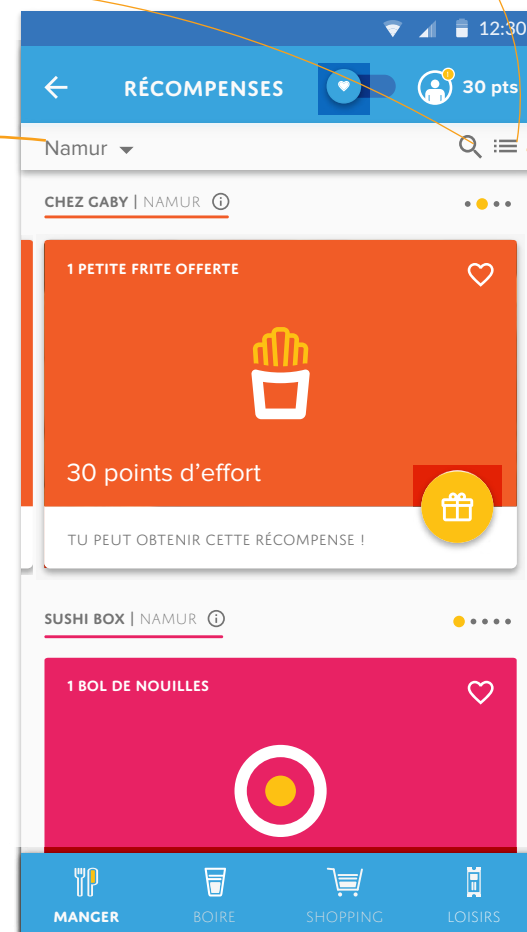 12:30
RÉCOMPENSES
30 pts
Namur
CHEZ GABY | NAMUR
1 PETITE FRITE OFFERTE
30 points d’effort
TU PEUT OBTENIR CETTE RÉCOMPENSE !
SUSHI BOX | NAMUR
1 BOL DE NOUILLES
MANGER BOIRE SHOPPING LOISIRS